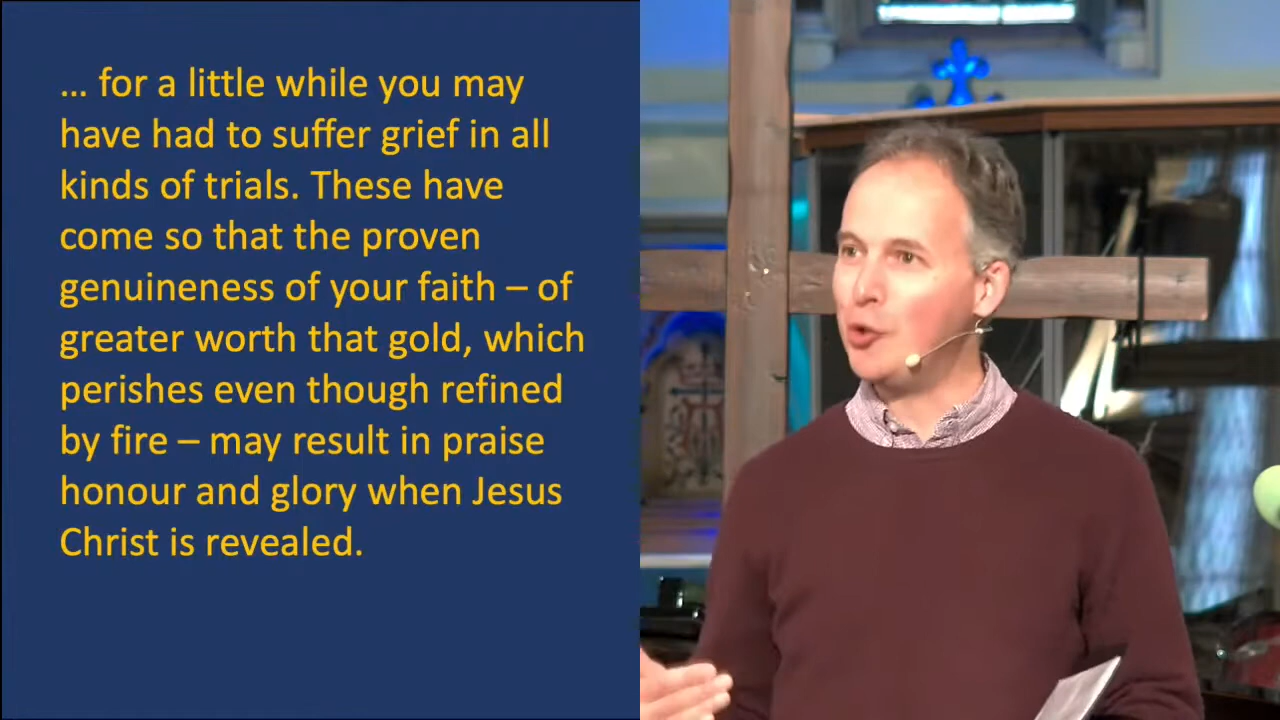 … for a little while you may
have had to suffer grief in all
kinds of trials. These have
come so that the proven
genuineness of your faith – of
greater worth that gold, which
perishes even though refined
by fire – may result in praise
honour and glory when Jesus
Christ is revealed.